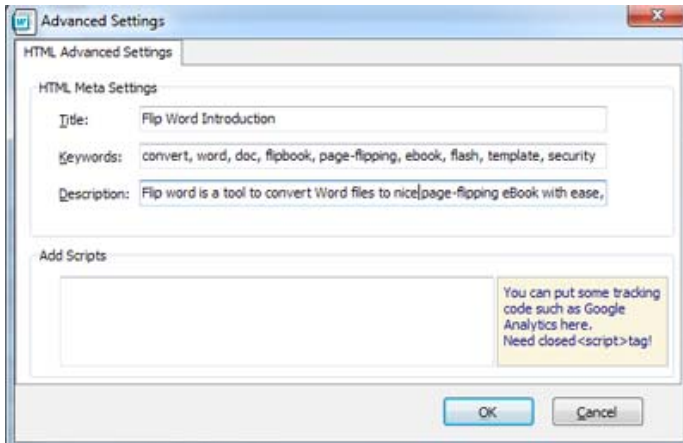 Advanced Settings
HTML Advanced Settings
HTML Meta Settings
Title: Flip Word Introduction
Keywords: convert, word, doc, flipbook, page-flipping, ebook, flash, template, security
Description: Flip word is a tool to convert Word files to nice page-flipping eBook with ease,
Add Scripts
You can put some tracking
code such as Google
Analytics here.
Need closed<script>tag!
OK Cancel